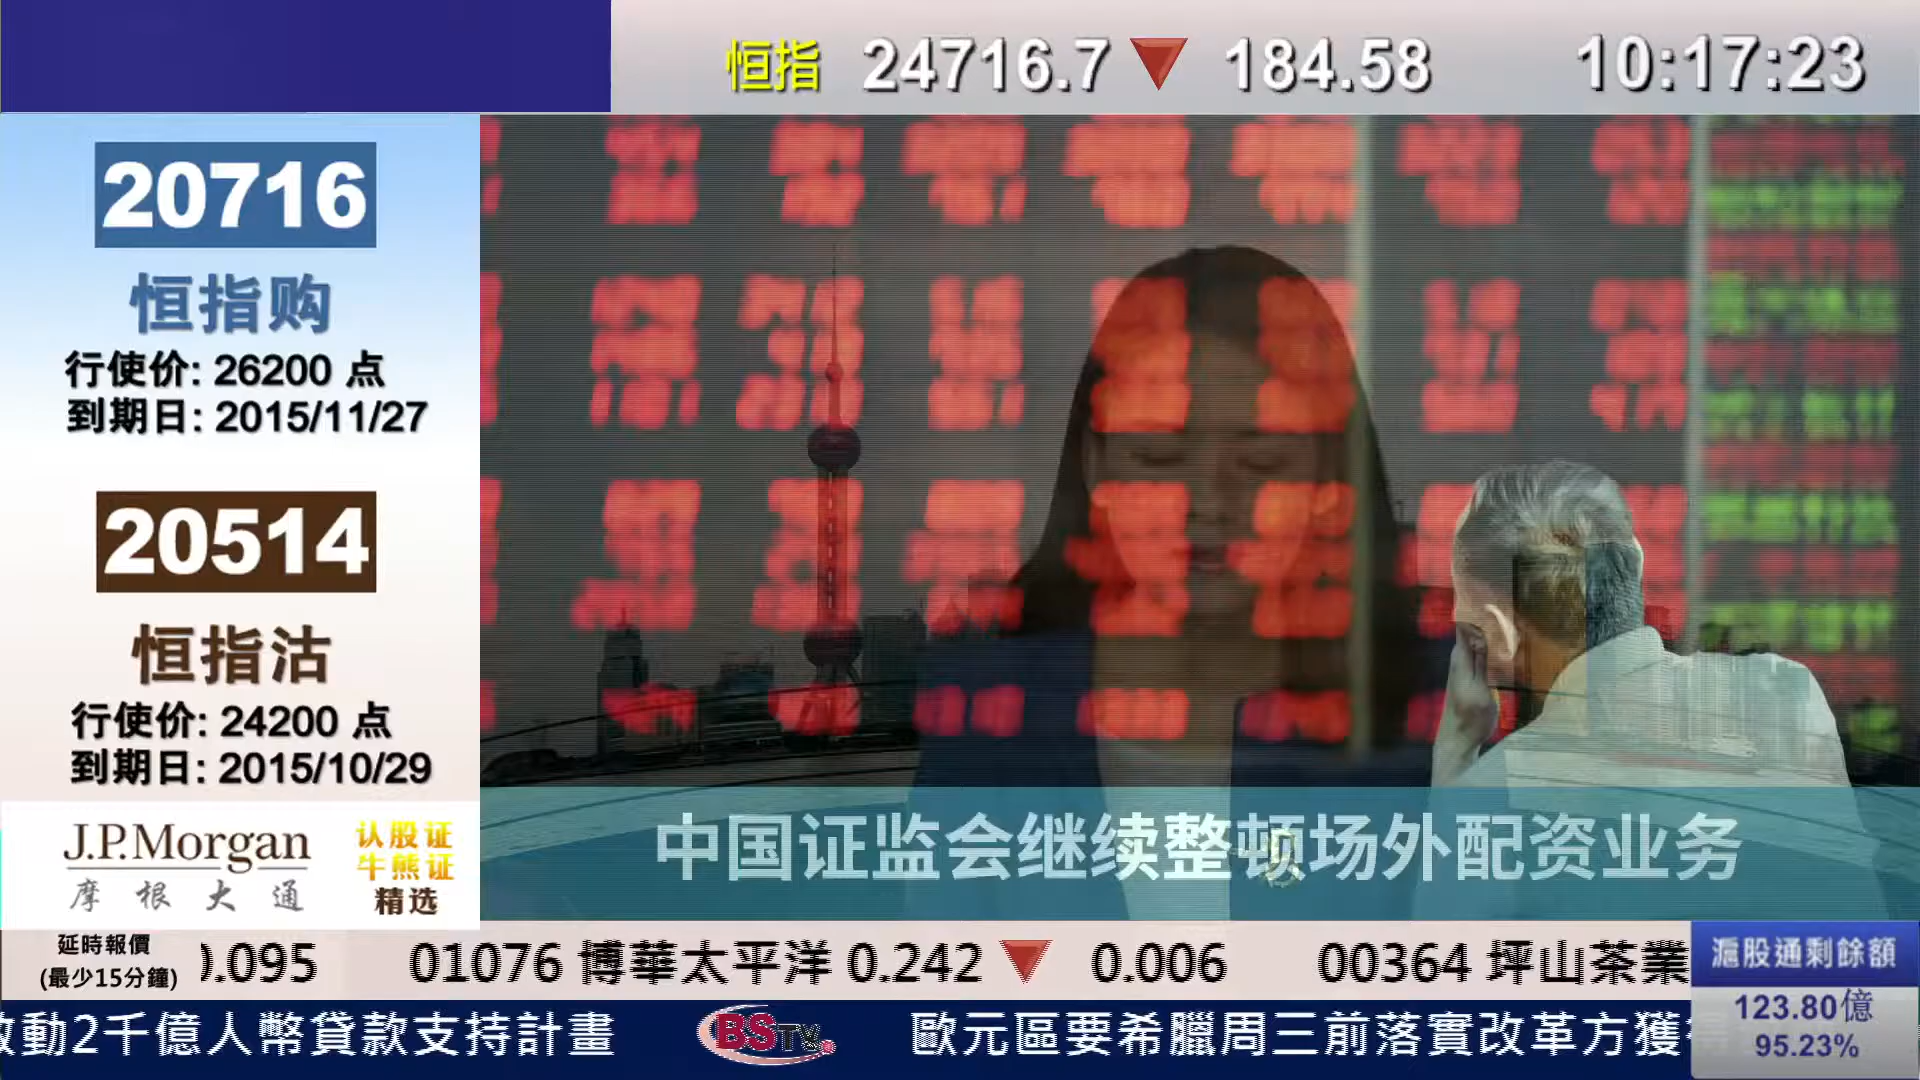 恒指 24716.7 ▼ 184.58 10:17:23
20716
恒指购
行使价: 26200 点
到期日: 2015/11/27
20514
恒指沽
行使价: 24200 点
到期日: 2015/10/29
J.P.Morgan
摩根大通
认股证
牛熊证
精选
中国证监会继续整顿场外配资业务
延時報價
(最少15分鐘)
.095 01076 博華太平洋 0.242 ▼ 0.006 00364 坪山茶業
滬股通剩餘額
123.80億
95.23%
動2千億人幣貸款支持計畫 BSTV 歐元區要希臘周三前落實改革方獲